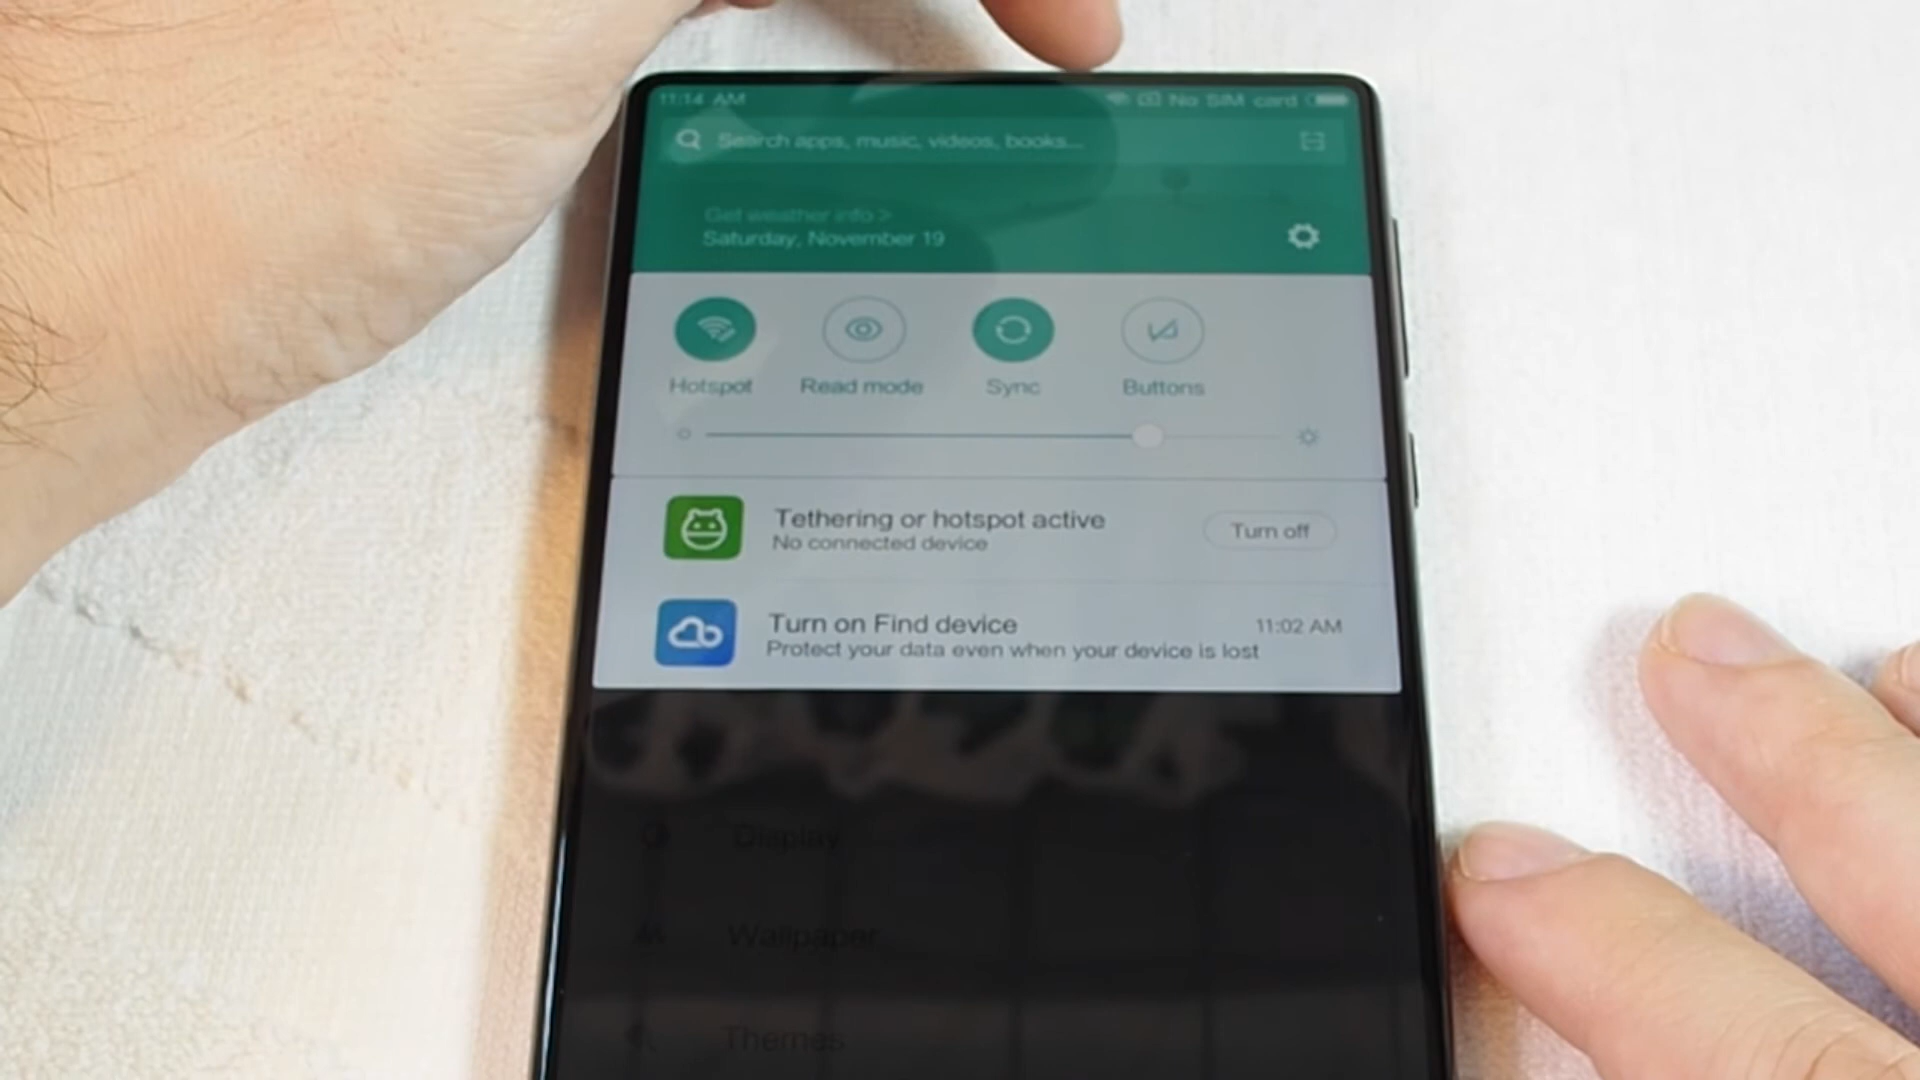 11:14 AM No SIM card
Search apps, music, videos, books...
Get weather info >
Saturday, November 19
Hotspot Read mode Sync Buttons
Tethering or hotspot active
No connected device
Turn off
Turn on Find device 11:02 AM
Protect your data even when your device is lost
Display
Wallpaper
Themes